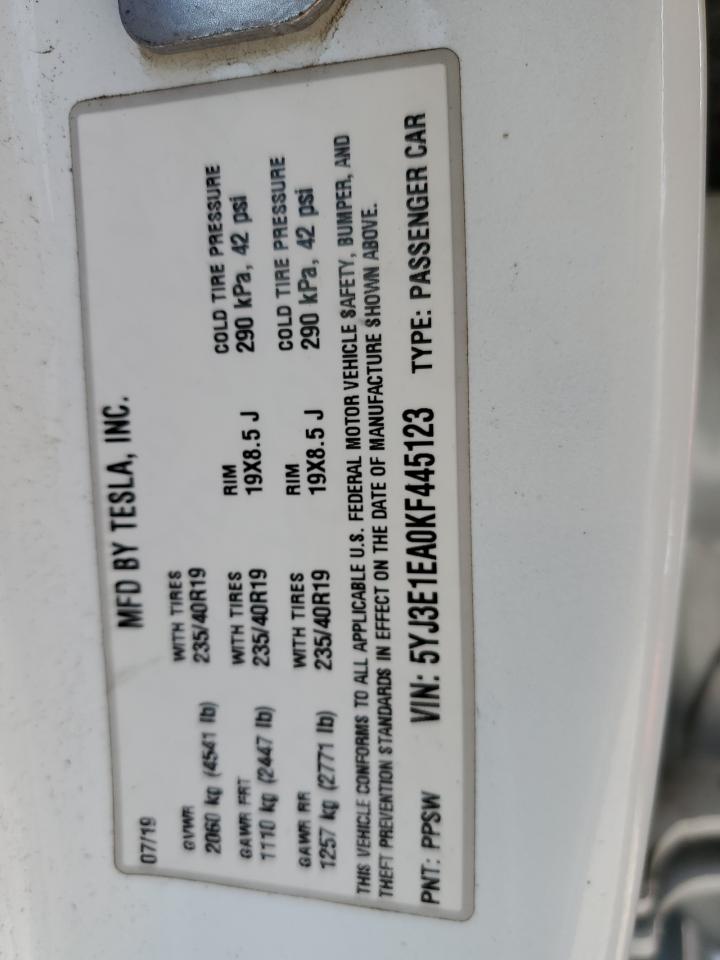 MFD BY TESLA, INC.
07/19
GVWR WITH TIRES
2060 kg (4541 lb) 235/40R19
GAWR FRT WITH TIRES RIM COLD TIRE PRESSURE
1110 kg (2447 lb) 235/40R19 19X8.5 J 290 kPa, 42 psi
GAWR RR WITH TIRES RIM COLD TIRE PRESSURE
1257 kg (2771 lb) 235/40R19 19X8.5 J 290 kPa, 42 psi
THIS VEHICLE CONFORMS TO ALL APPLICABLE U.S. FEDERAL MOTOR VEHICLE SAFETY, BUMPER, AND
THEFT PREVENTION STANDARDS IN EFFECT ON THE DATE OF MANUFACTURE SHOWN ABOVE.
PNT: PPSW VIN: 5YJ3E1EA0KF445123 TYPE: PASSENGER CAR